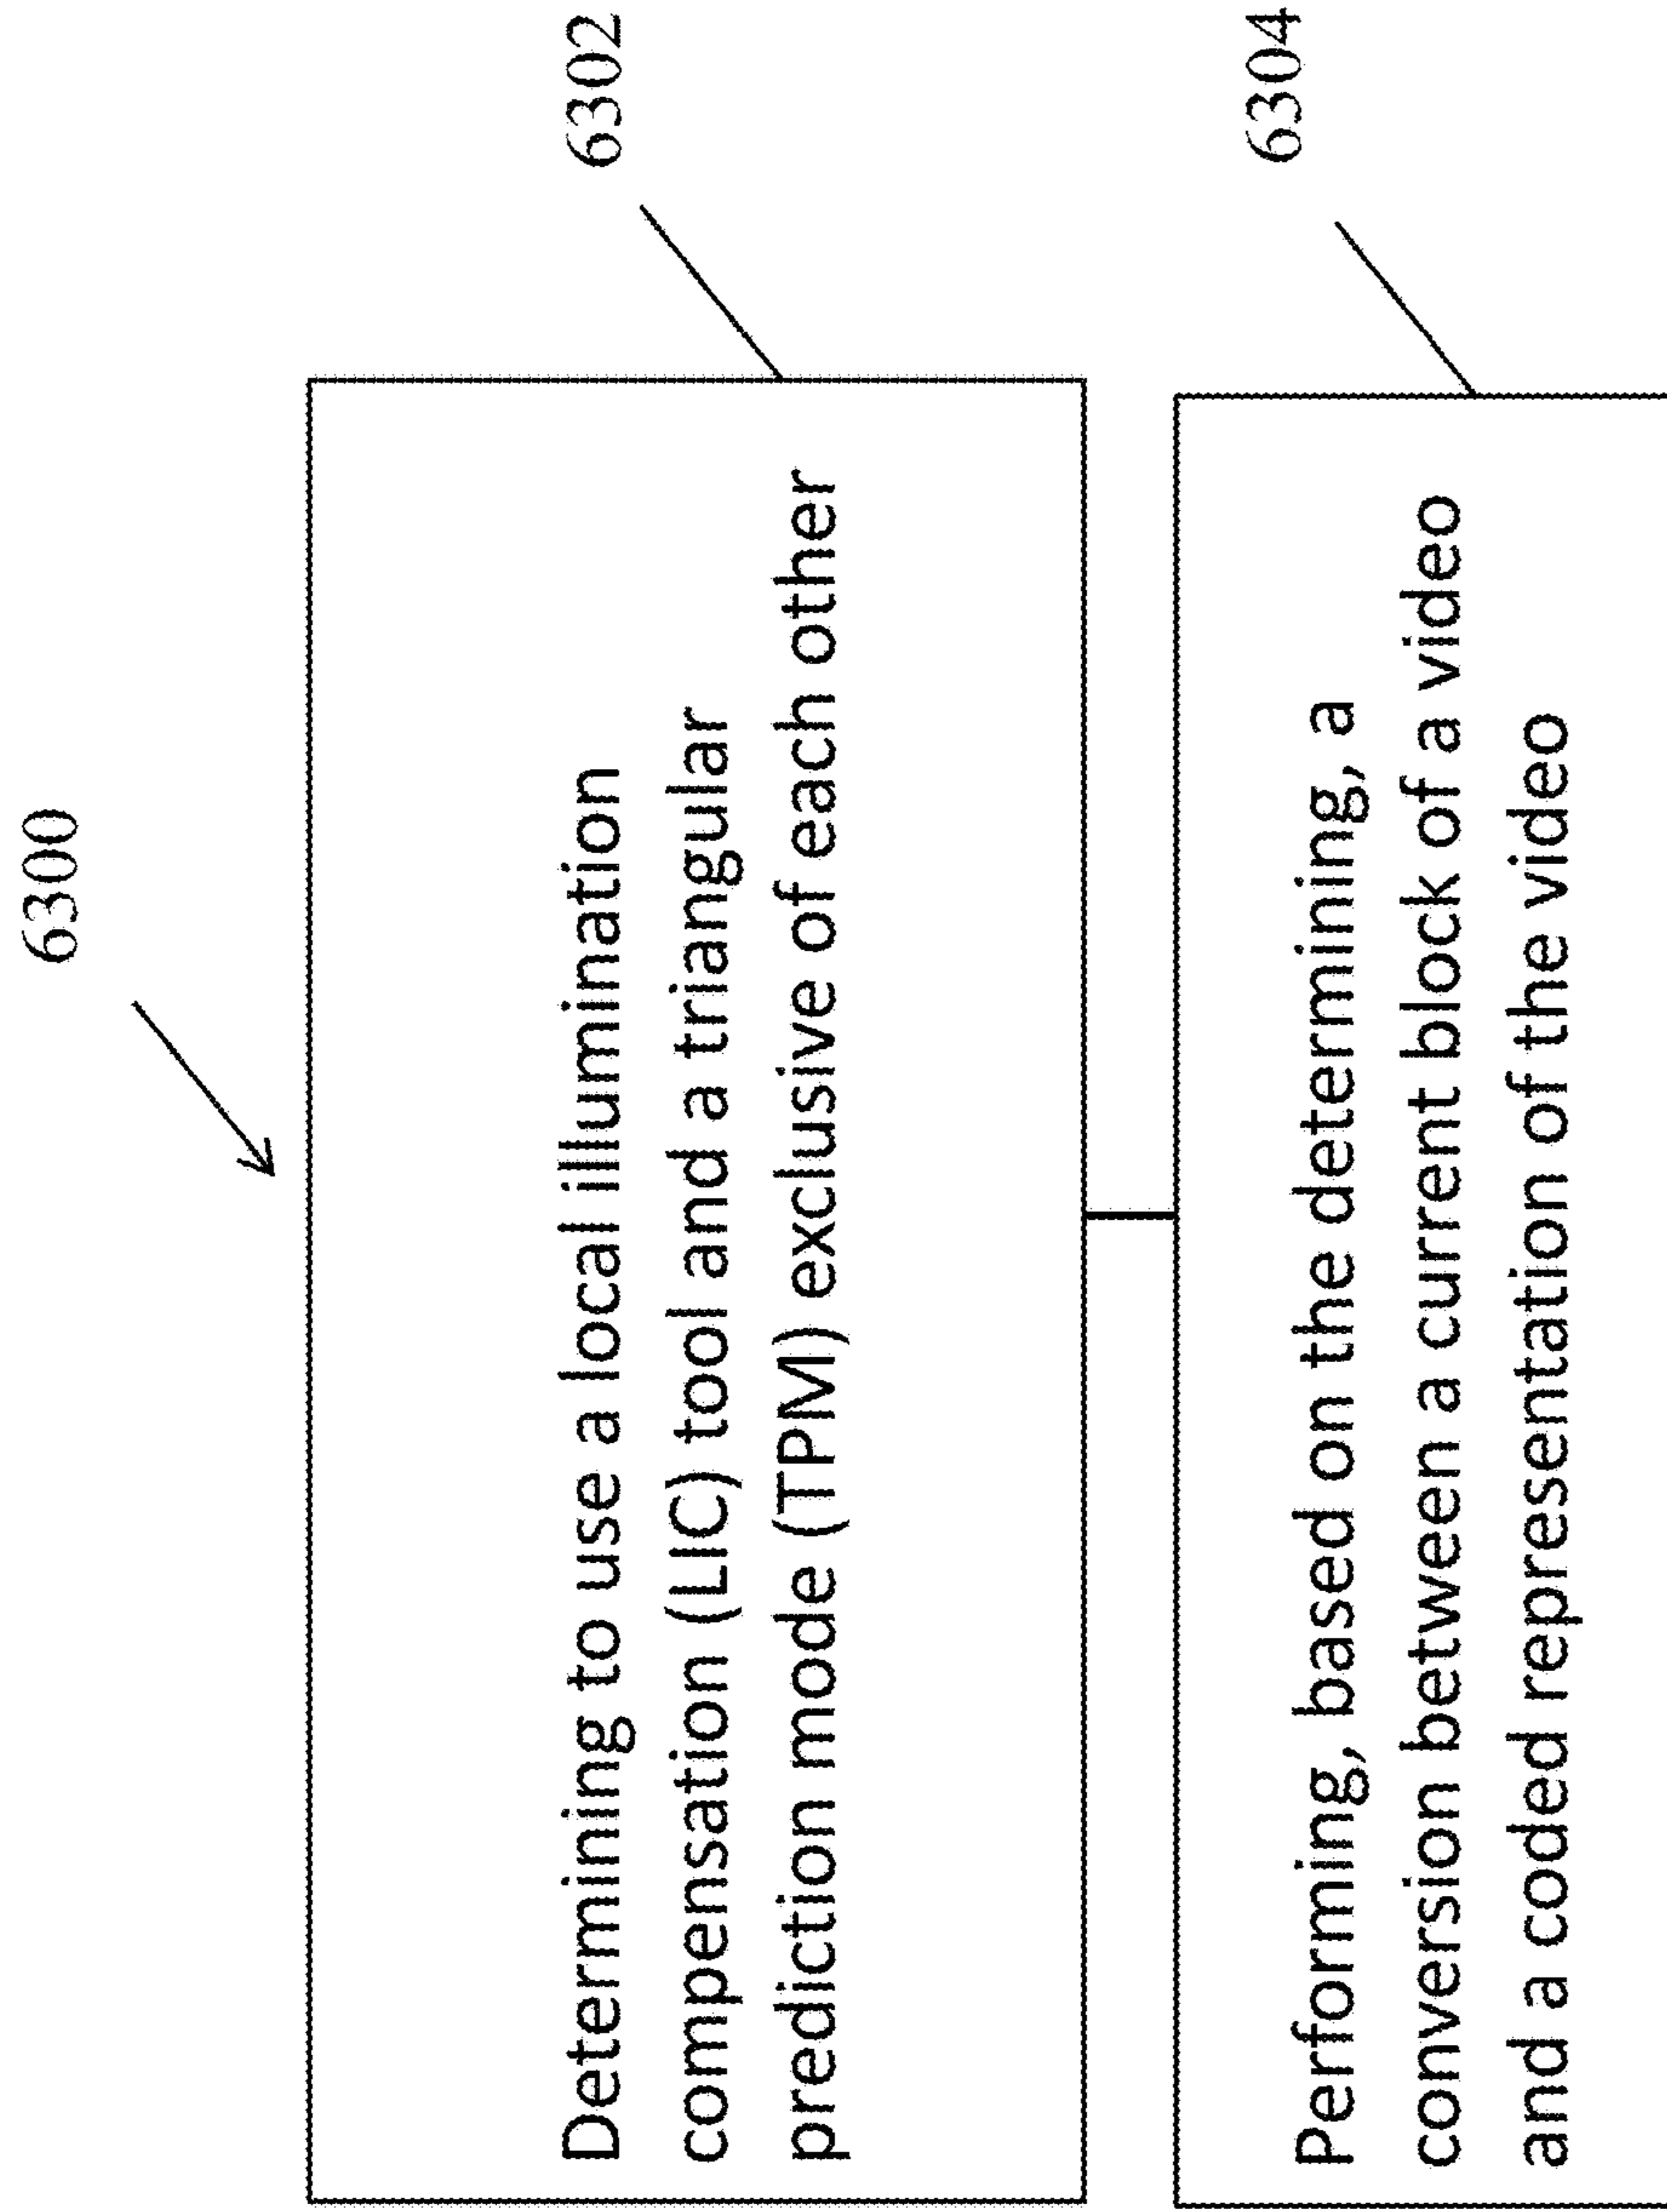 6300
Determining to use a local illumination
compensation (LIC) tool and a triangular
prediction mode (TPM) exclusive of each other
6302
Performing, based on the determining, a
conversion between a current block of a video
and a coded representation of the video
6304